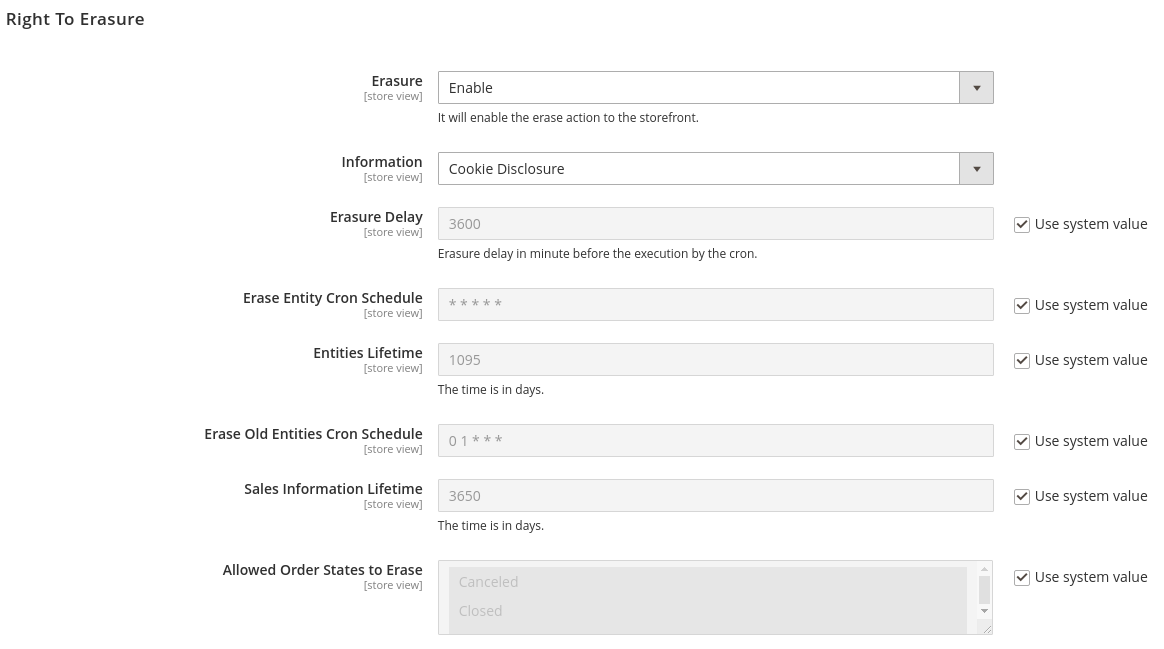 Right To Erasure
Erasure
[store view]
Enable
It will enable the erase action to the storefront.
Information
[store view]
Cookie Disclosure
Erasure Delay
[store view]
3600
Use system value
Erasure delay in minute before the execution by the cron.
Erase Entity Cron Schedule
[store view]
* * * * *
Use system value
Entities Lifetime
[store view]
1095
Use system value
The time is in days.
Erase Old Entities Cron Schedule
[store view]
0 1 * * *
Use system value
Sales Information Lifetime
[store view]
3650
Use system value
The time is in days.
Allowed Order States to Erase
[store view]
Canceled
Closed
Use system value